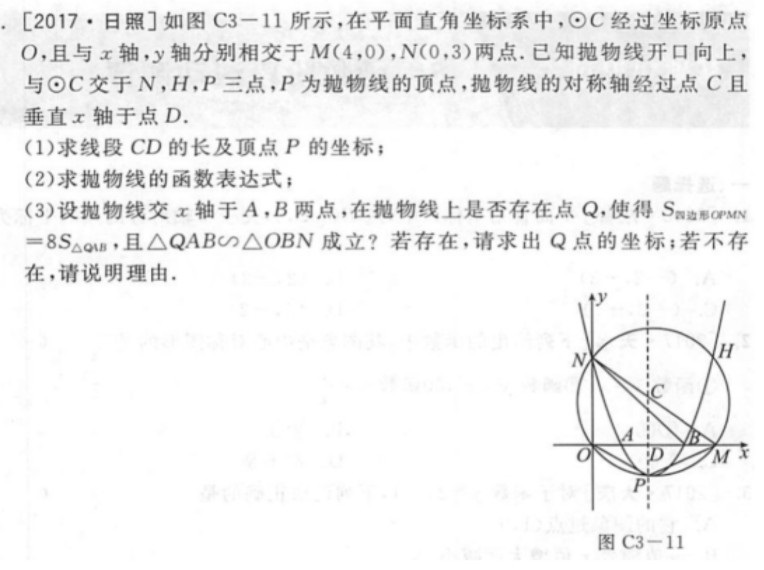 . [2017·日照]如图 C3-11 所示,在平面直角坐标系中,⊙C 经过坐标原点
O,且与 x 轴,y 轴分别相交于 M(4,0),N(0,3)两点.已知抛物线开口向上,
与⊙C 交于 N,H,P 三点,P 为抛物线的顶点,抛物线的对称轴经过点 C 且
垂直 x 轴于点 D.
(1)求线段 CD 的长及顶点 P 的坐标;
(2)求抛物线的函数表达式;
(3)设抛物线交 x 轴于 A,B 两点,在抛物线上是否存在点 Q,使得 S四边形OPMN
=8S△QAB,且△QAB∽△OBN 成立? 若存在,请求出 Q 点的坐标;若不存
在,请说明理由.
y
N
H
C
O
A
D
B
M
x
P
图 C3-11